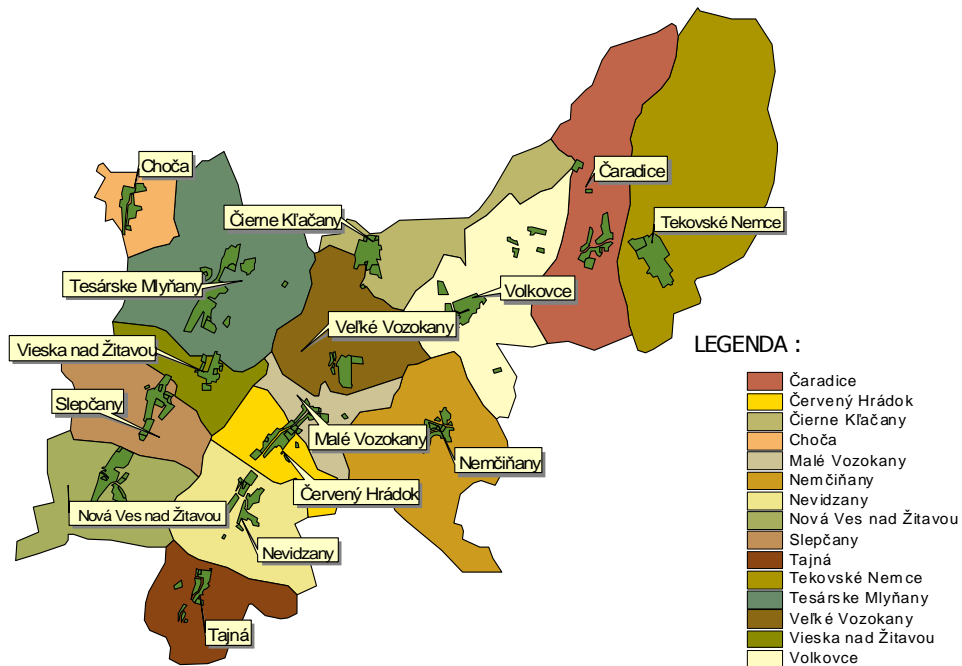 Choča
Čaradice
Čierne Kľačany
Tekovské Nemce
Tesárske Mlyňany
Volkovce
Veľké Vozokany
Vieska nad Žitavou
Slepčany
Malé Vozokany
Nemčiňany
Červený Hrádok
Nová Ves nad Žitavou
Nevidzany
Tajná
LEGENDA :
Čaradice
Červený Hrádok
Čierne Kľačany
Choča
Malé Vozokany
Nemčiňany
Nevidzany
Nová Ves nad Žitavou
Slepčany
Tajná
Tekovské Nemce
Tesárske Mlyňany
Veľké Vozokany
Vieska nad Žitavou
Volkovce